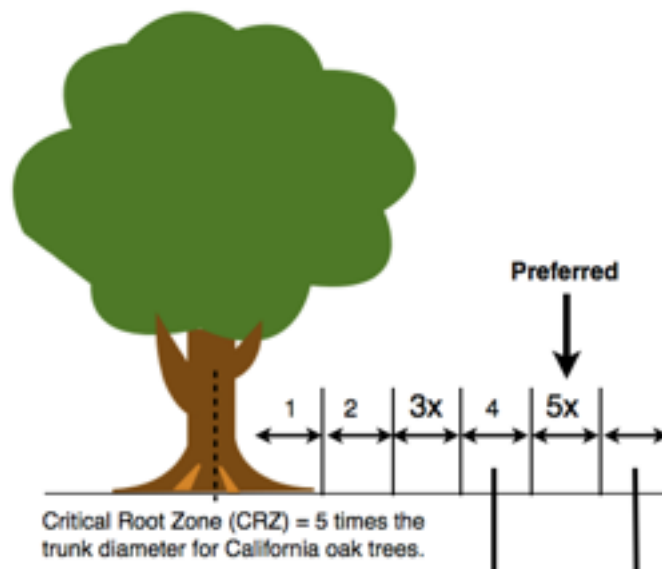 Preferred
1 2 3x 4 5x
Critical Root Zone (CRZ) = 5 times the
trunk diameter for California oak trees.